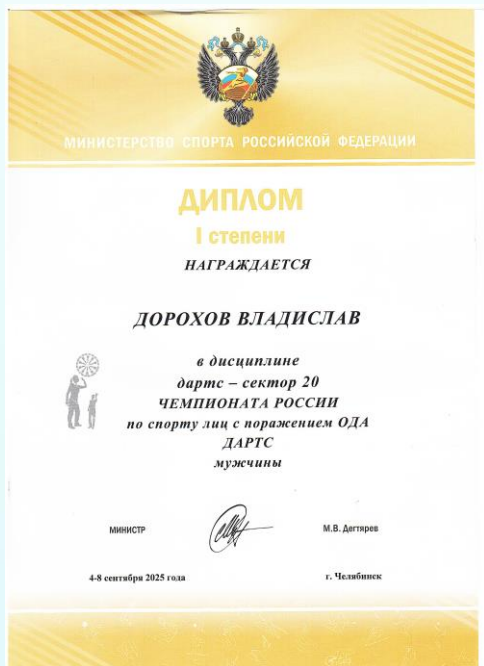 МИНИСТЕРСТВО СПОРТА РОССИЙСКОЙ ФЕДЕРАЦИИ
ДИПЛОМ
I степени
НАГРАЖДАЕТСЯ
ДОРОХОВ ВЛАДИСЛАВ
в дисциплине
дартс – сектор 20
ЧЕМПИОНАТА РОССИИ
по спорту лиц с поражением ОДА
ДАРТС
мужчины
МИНИСТР М.В. Дегтярев
4-8 сентября 2025 года г. Челябинск